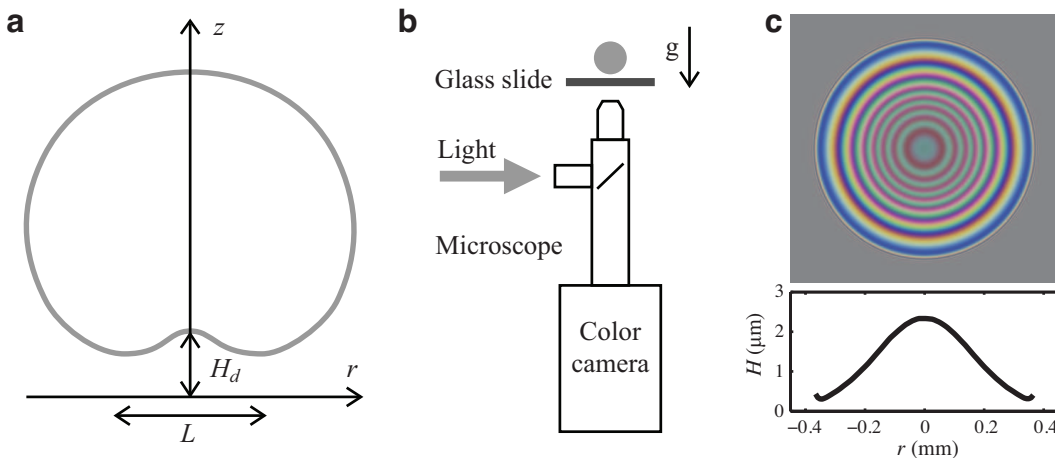 a
z
H_d
r
L
b
g
Glass slide
Light
Microscope
Color
camera
c
3
2
1
0
H (μm)
−0.4 −0.2 0 0.2 0.4
r (mm)